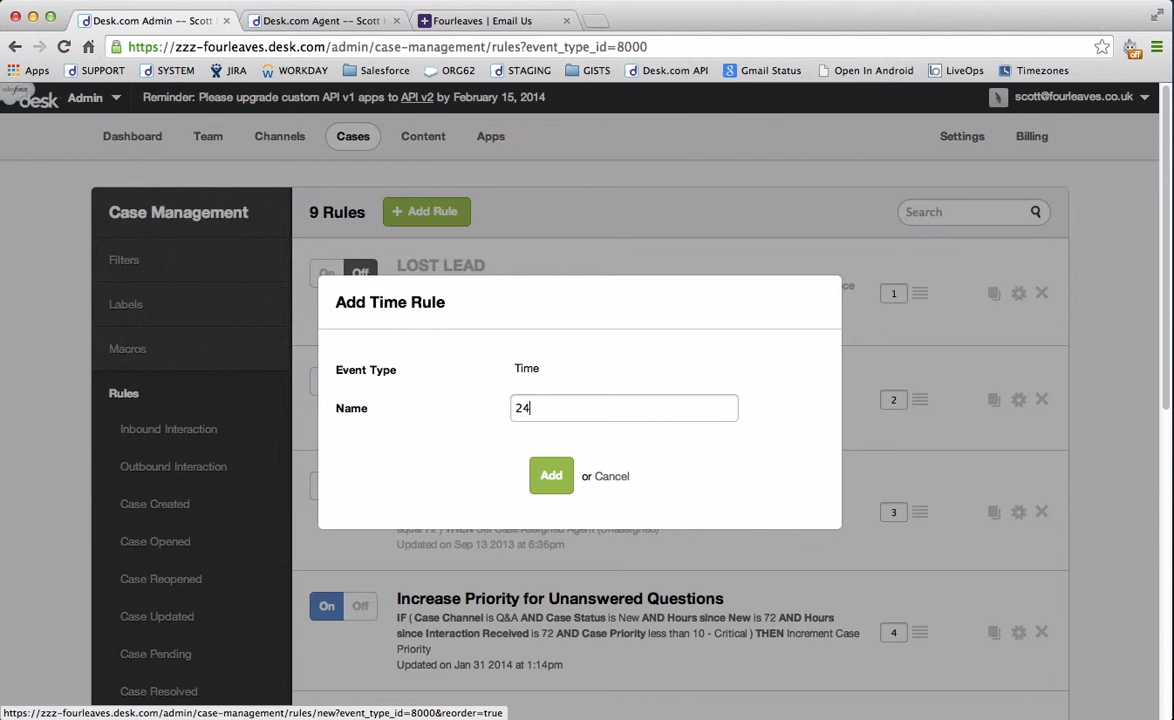 Desk.com Admin -- Scott
Desk.com Agent -- Scott
Fourleaves | Email Us
https://zzz-fourleaves.desk.com/admin/case-management/rules?event_type_id=8000
off
Apps
SUPPORT
SYSTEM
JIRA
WORKDAY
Salesforce
ORG62
STAGING
GISTS
Desk.com API
Gmail Status
Open In Android
LiveOps
Timezones
salesforce
desk
Admin
Reminder: Please upgrade custom API v1 apps to API v2 by February 15, 2014
scott@fourleaves.co.uk
Dashboard
Team
Channels
Cases
Content
Apps
Settings
Billing
Case Management
9 Rules
+ Add Rule
Search
Filters
Labels
Macros
Rules
Inbound Interaction
Outbound Interaction
Case Created
Case Opened
Case Reopened
Case Updated
Case Pending
Case Resolved
On Off
LOST LEAD
1
Add Time Rule
Event Type
Time
Name
24
Add
or Cancel
2
3
Updated on Sep 13 2013 at 6:36pm
On Off
Increase Priority for Unanswered Questions
IF ( Case Channel is Q&A AND Case Status is New AND Hours since New is 72 AND Hours
since Interaction Received is 72 AND Case Priority less than 10 - Critical ) THEN Increment Case
Priority
Updated on Jan 31 2014 at 1:14pm
4
https://zzz-fourleaves.desk.com/admin/case-management/rules/new?event_type_id=8000&reorder=true